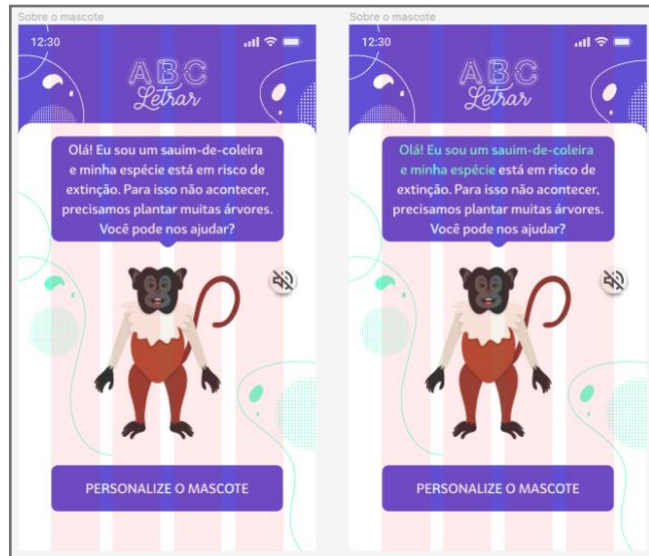 Sobre o mascote
12:30
ABC
Letrar
Olá! Eu sou um sauim-de-coleira
e minha espécie está em risco de
extinção. Para isso não acontecer,
precisamos plantar muitas árvores.
Você pode nos ajudar?
PERSONALIZE O MASCOTE
Sobre o mascote
12:30
ABC
Letrar
Olá! Eu sou um sauim-de-coleira
e minha espécie está em risco de
extinção. Para isso não acontecer,
precisamos plantar muitas árvores.
Você pode nos ajudar?
PERSONALIZE O MASCOTE